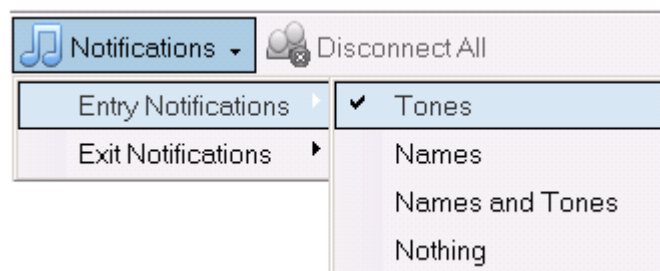 Notifications
Disconnect All
Entry Notifications
Exit Notifications
Tones
Names
Names and Tones
Nothing